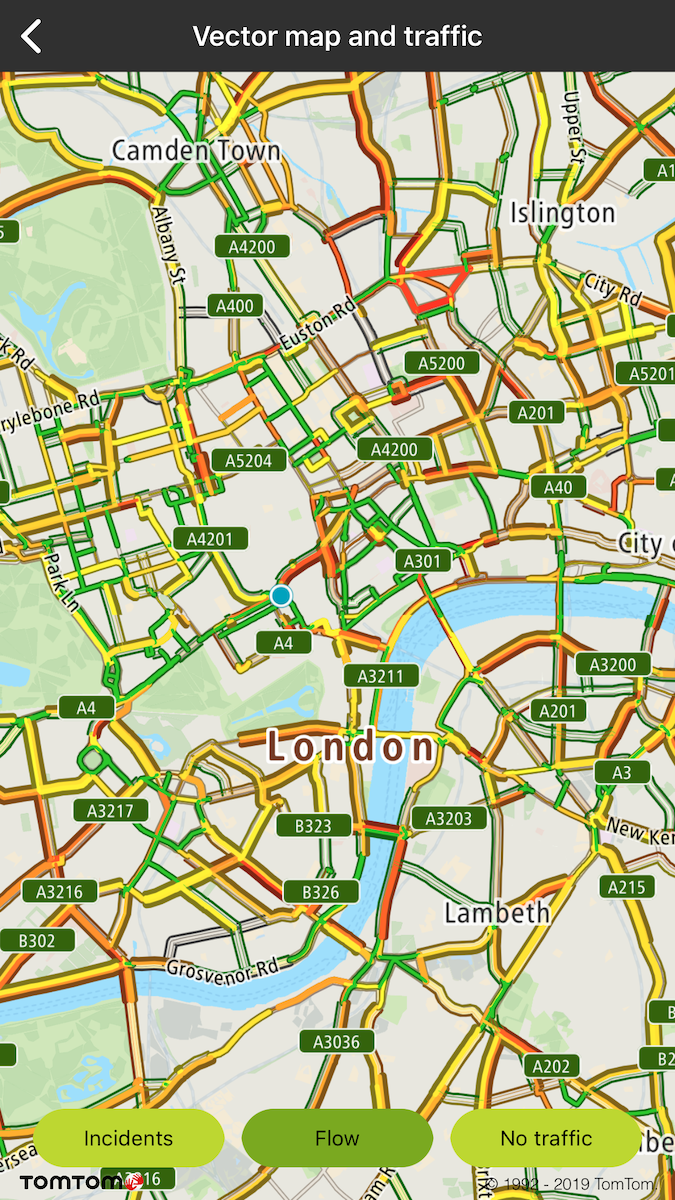 Vector map and traffic
Camden Town
Upper St
Islington
Albany St
A4200
A400
City Rd
Euston Rd
A5200
A5201
rylebone Rd
A201
A5204
A4200
A40
A4201
A301
City
Park Ln
A4
A3211
A3200
A4
A201
London
A3
A3217
B323
A3203
New Ke
A3216
B326
A215
Lambeth
B302
Grosvenor Rd
A3036
A202
Incidents
Flow
No traffic
TOMTOM
© 1992 - 2019 TomTom.